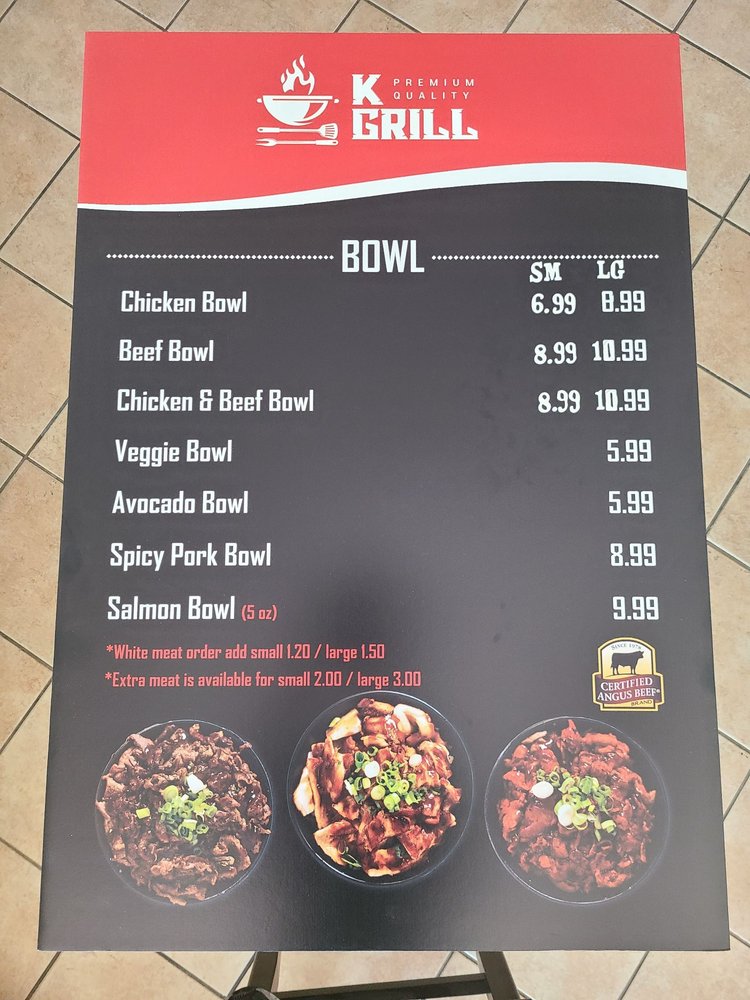 K PREMIUM QUALITY
GRILL
BOWL
SM LG
Chicken Bowl 6.99 8.99
Beef Bowl 8.99 10.99
Chicken & Beef Bowl 8.99 10.99
Veggie Bowl 5.99
Avocado Bowl 5.99
Spicy Pork Bowl 8.99
Salmon Bowl (5 oz) 9.99
*White meat order add small 1.20 / large 1.50
*Extra meat is available for small 2.00 / large 3.00
SINCE 1978
CERTIFIED
ANGUS BEEF®
BRAND